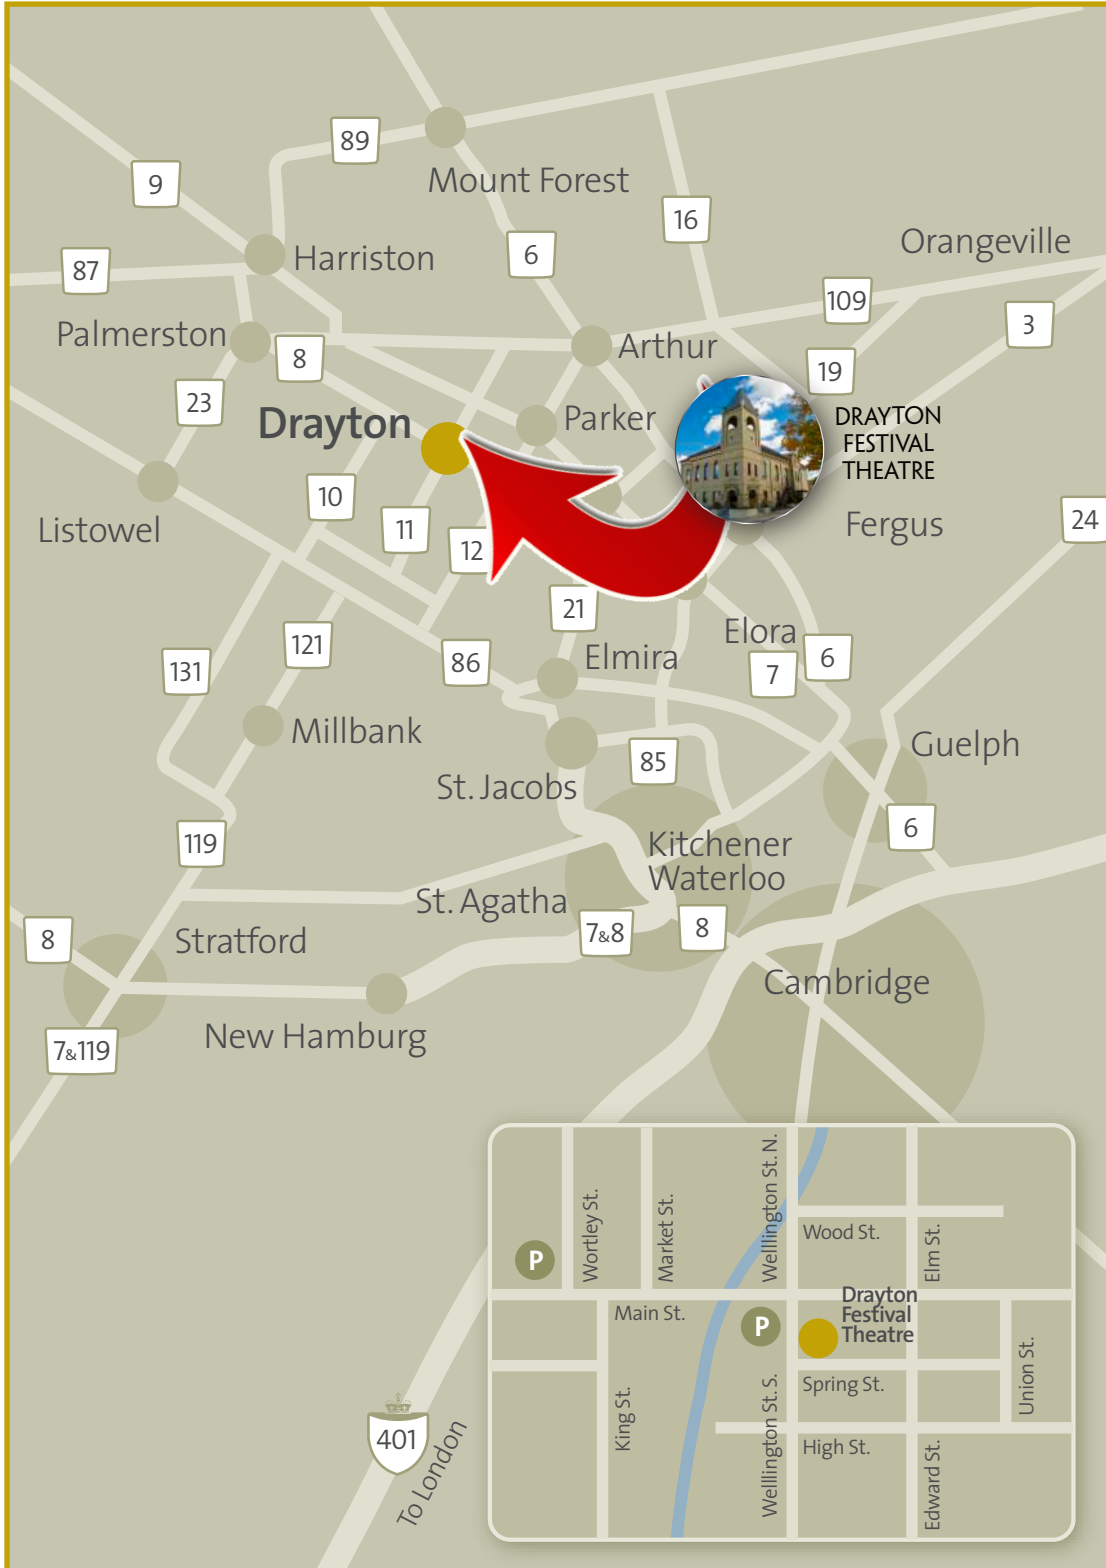 89
Mount Forest
9
16
Orangeville
6
Harriston
87
109
3
Palmerston
8
Arthur
19
23
Drayton
Parker
DRAYTON
FESTIVAL
THEATRE
10
11
12
Listowel
Fergus
24
21
121
131
86
Elmira
Elora
7
6
Millbank
Guelph
85
St. Jacobs
6
119
Kitchener
Waterloo
St. Agatha
7&8
8
8
Stratford
Cambridge
New Hamburg
7&119
Wortley St.
Market St.
Welllington St. N.
Wood St.
Elm St.
P
Main St.
P
Drayton
Festival
Theatre
Spring St.
Union St.
King St.
Welllington St. S.
High St.
Edward St.
401
To London